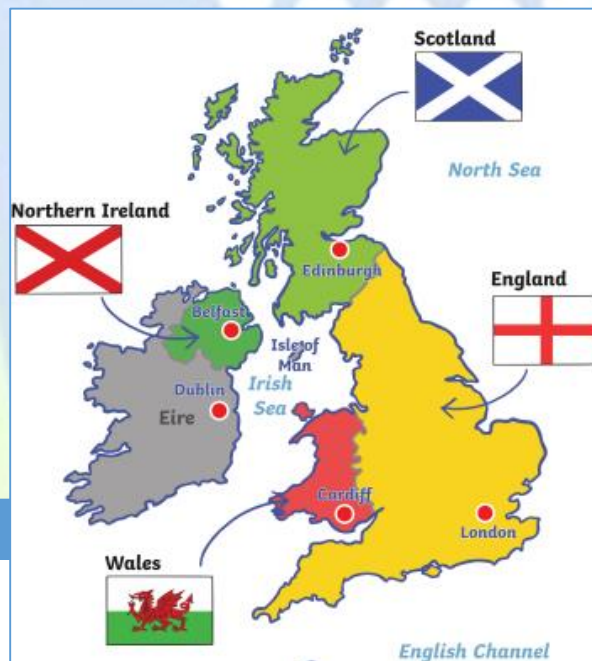 Scotland
North Sea
Northern Ireland
Edinburgh
England
Belfast
Isle of
Man
Dublin
Irish
Sea
Eire
Cardiff
London
Wales
English Channel